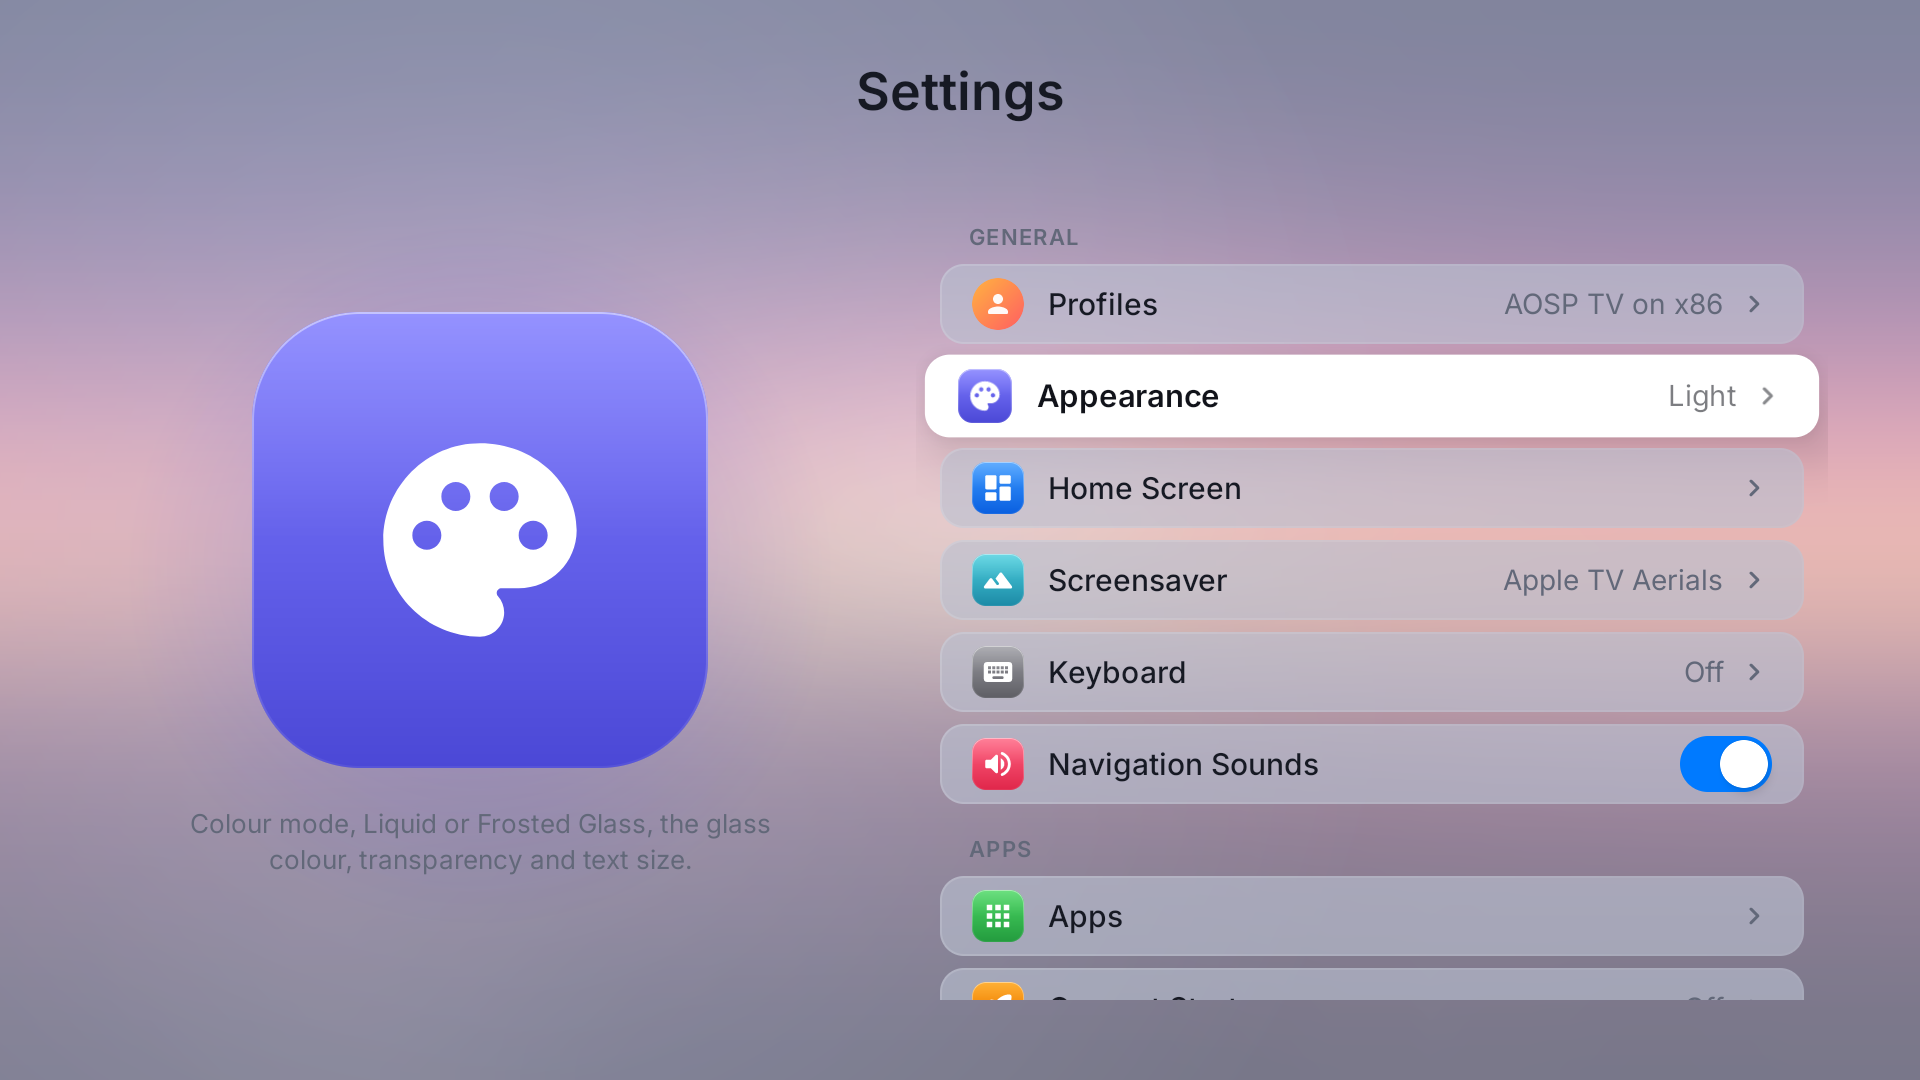 Settings
GENERAL
Profiles
AOSP TV on x86
Appearance
Light
Home Screen
Screensaver
Apple TV Aerials
Keyboard
Off
Navigation Sounds
Colour mode, Liquid or Frosted Glass, the glass
colour, transparency and text size.
APPS
Apps